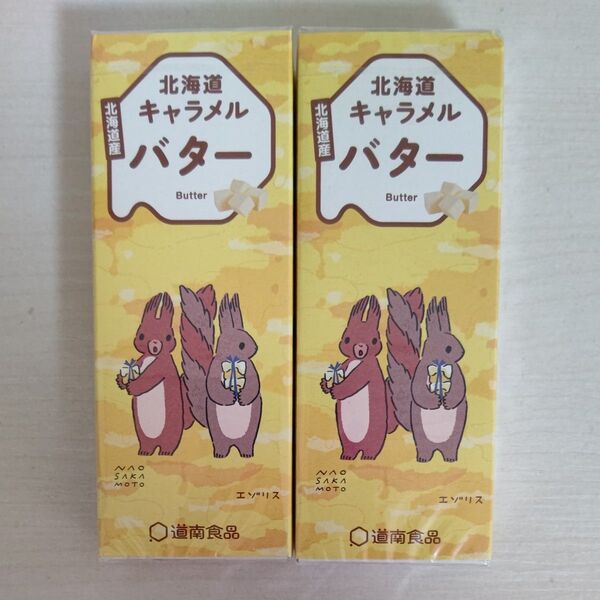 北海道
キャラメル
北海道産
バター
Butter
NAO
SAKA
MOTO
エゾリス
道南食品
北海道
キャラメル
北海道産
バター
Butter
NAO
SAKA
MOTO
エゾリス
道南食品